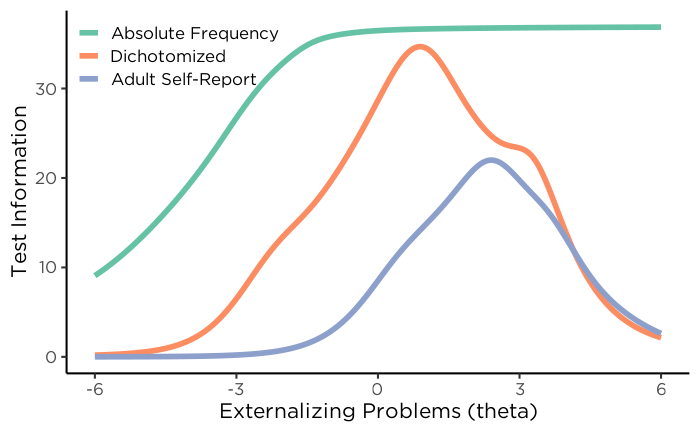 Absolute Frequency
Dichotomized
Adult Self-Report
Test Information
30
20
10
0
-6
-3
0
3
6
Externalizing Problems (theta)